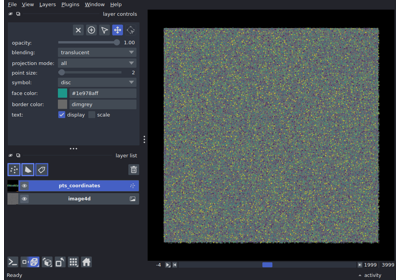 File View Layers Plugins Window Help
layer controls
opacity: 1.00
blending: translucent
projection mode: all
point size: 2
symbol: disc
face color: #1e978aff
border color: dimgrey
text: display scale
layer list
pts_coordinates
image4d
-4 1999 3999
Ready activity